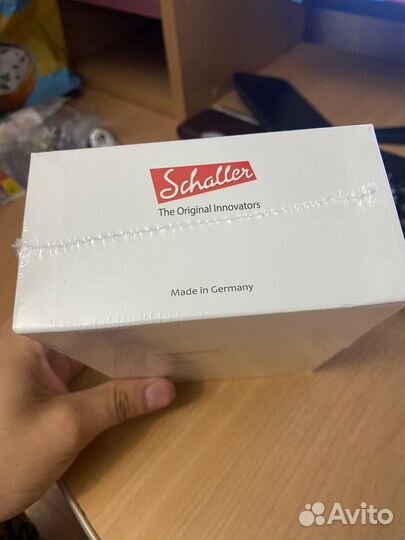 Schaller
The Original Innovators
Made in Germany
Avito